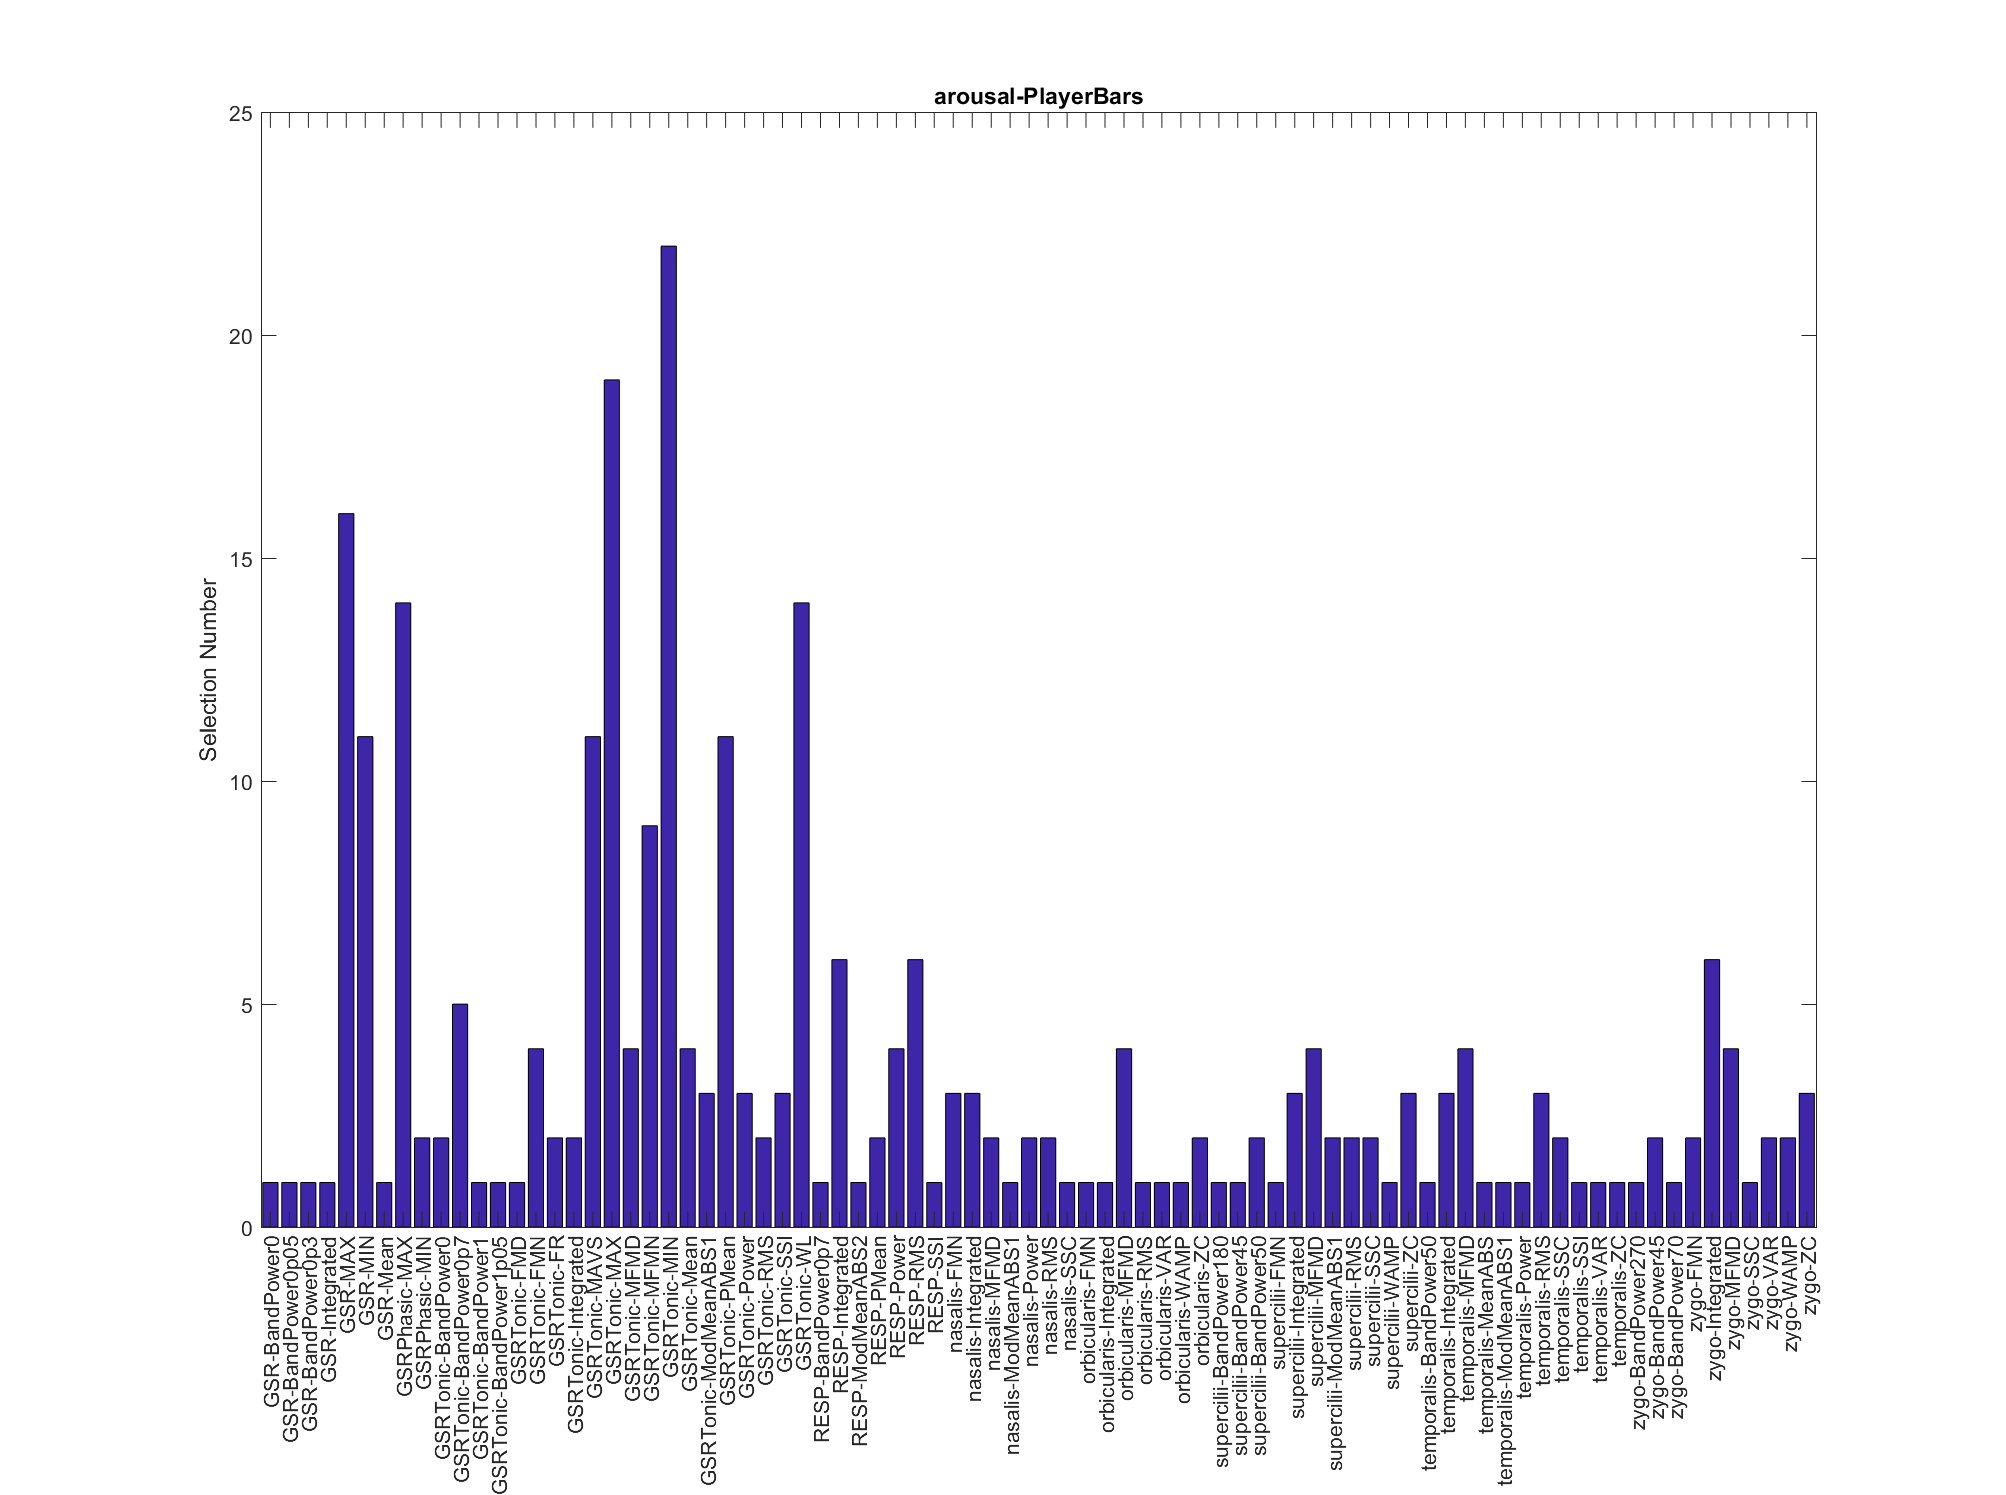 arousal-PlayerBars
25
20
15
10
5
0
Selection Number
GSR-BandPower0
GSR-BandPower0p05
GSR-BandPower0p3
GSR-Integrated
GSR-MAX
GSR-MIN
GSR-Mean
GSRPhasic-MAX
GSRPhasic-MIN
GSRTonic-BandPower0
GSRTonic-BandPower0p7
GSRTonic-BandPower1
GSRTonic-BandPower1p05
GSRTonic-FMD
GSRTonic-FMN
GSRTonic-FR
GSRTonic-Integrated
GSRTonic-MAVS
GSRTonic-MAX
GSRTonic-MFMD
GSRTonic-MFMN
GSRTonic-MIN
GSRTonic-Mean
GSRTonic-ModMeanABS1
GSRTonic-PMean
GSRTonic-Power
GSRTonic-RMS
GSRTonic-SSI
GSRTonic-WL
RESP-BandPower0p7
RESP-Integrated
RESP-ModMeanABS2
RESP-PMean
RESP-Power
RESP-RMS
RESP-SSI
nasalis-FMN
nasalis-Integrated
nasalis-MFMD
nasalis-ModMeanABS1
nasalis-Power
nasalis-RMS
nasalis-SSC
orbicularis-FMN
orbicularis-Integrated
orbicularis-MFMD
orbicularis-RMS
orbicularis-VAR
orbicularis-WAMP
orbicularis-ZC
supercilii-BandPower180
supercilii-BandPower45
supercilii-BandPower50
supercilii-FMN
supercilii-Integrated
supercilii-MFMD
supercilii-ModMeanABS1
supercilii-RMS
supercilii-SSC
supercilii-WAMP
supercilii-ZC
temporalis-BandPower50
temporalis-Integrated
temporalis-MFMD
temporalis-MeanABS
temporalis-ModMeanABS1
temporalis-Power
temporalis-RMS
temporalis-SSC
temporalis-SSI
temporalis-VAR
temporalis-ZC
zygo-BandPower270
zygo-BandPower45
zygo-BandPower70
zygo-FMN
zygo-Integrated
zygo-MFMD
zygo-SSC
zygo-VAR
zygo-WAMP
zygo-ZC